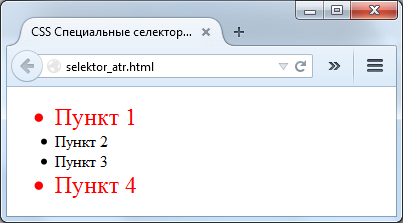 CSS Специальные селектор...
selektor_atr.html
Пункт 1
Пункт 2
Пункт 3
Пункт 4